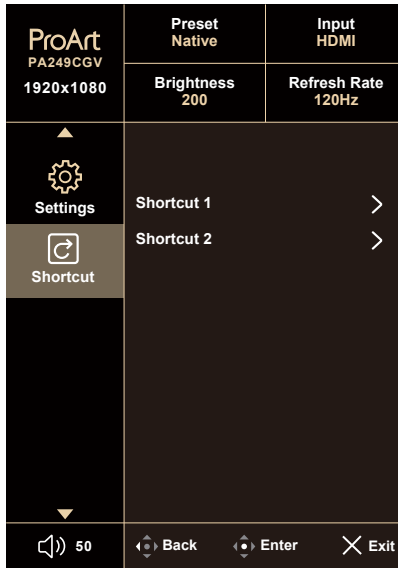 ProArt
PA249CGV
1920x1080
Preset
Native
Input
HDMI
Brightness
200
Refresh Rate
120Hz
Settings
Shortcut
Shortcut 1
Shortcut 2
50
Back
Enter
Exit